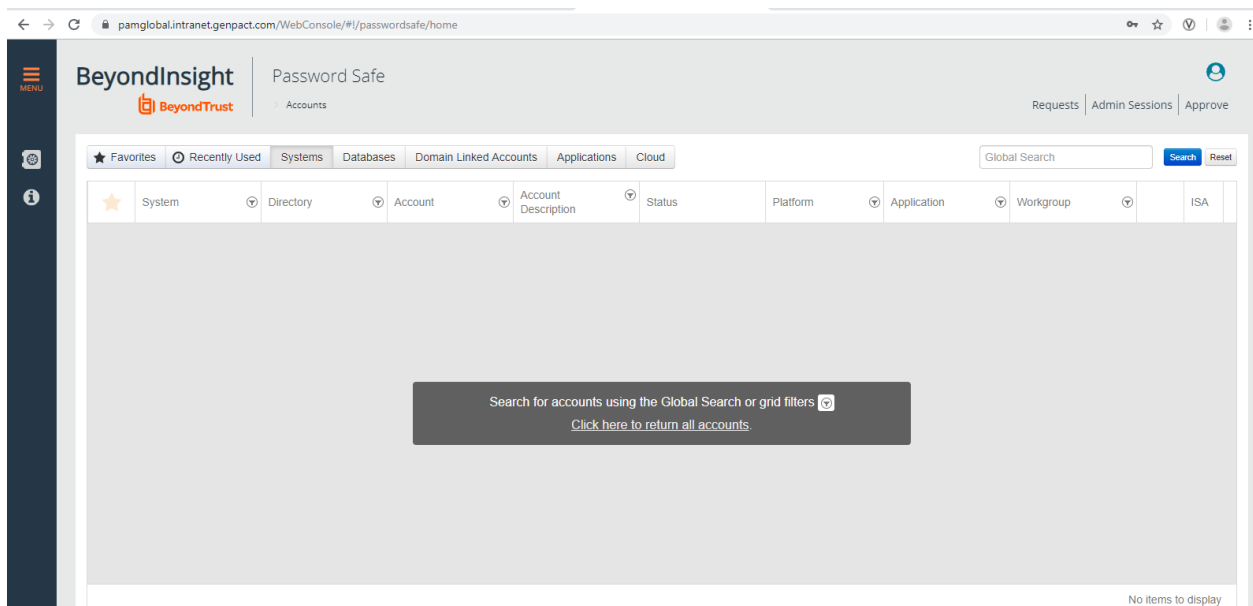 pamglobal.intranet.genpact.com/WebConsole/#!/passwordsafe/home
MENU
BeyondInsight
BeyondTrust
Password Safe
Accounts
Requests
Admin Sessions
Approve
Favorites
Recently Used
Systems
Databases
Domain Linked Accounts
Applications
Cloud
Global Search
Search
Reset
System
Directory
Account
Account
Description
Status
Platform
Application
Workgroup
ISA
Search for accounts using the Global Search or grid filters
Click here to return all accounts.
No items to display